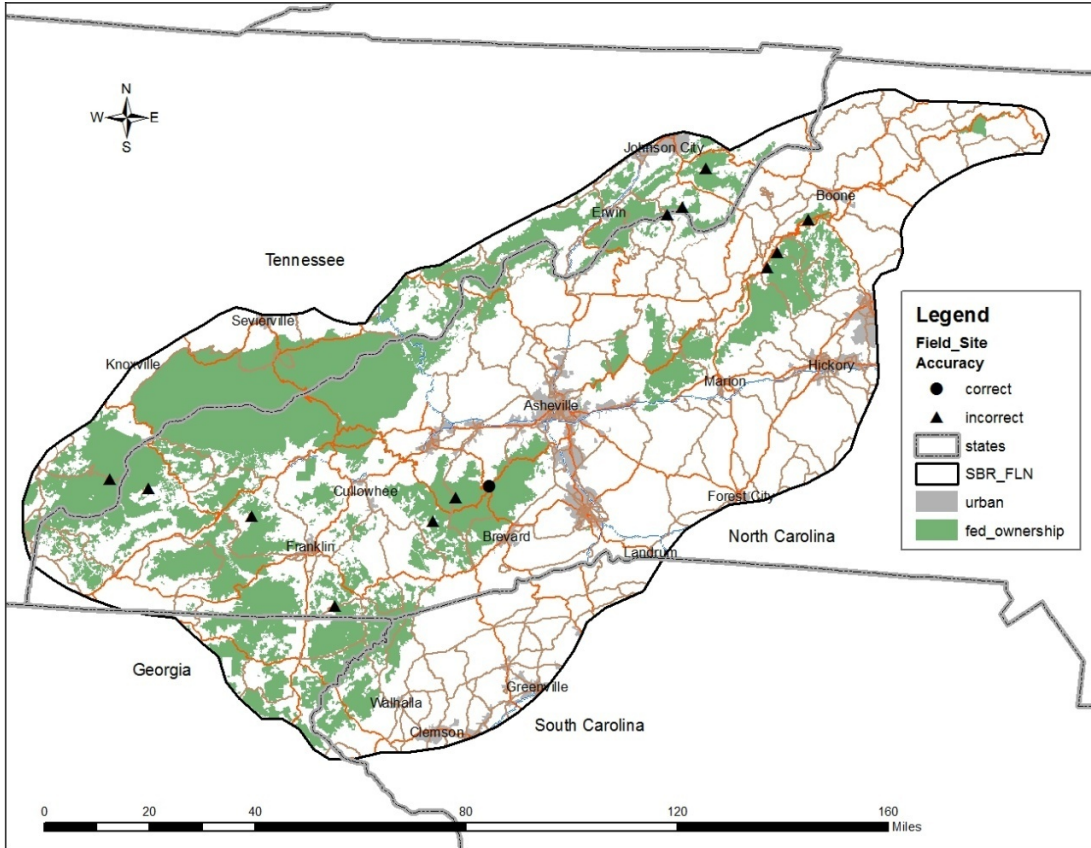 N
W E
S
Johnson City
Boone
Erwin
Tennessee
Sevierville
Knoxville
Hickory
Marion
Asheville
Cullowhee
Forest City
Brevard
North Carolina
Franklin
Landrum
Georgia
Greenville
Walhalla
South Carolina
Clemson
Legend
Field_Site
Accuracy
correct
incorrect
states
SBR_FLN
urban
fed_ownership
0 20 40 80 120 160
Miles